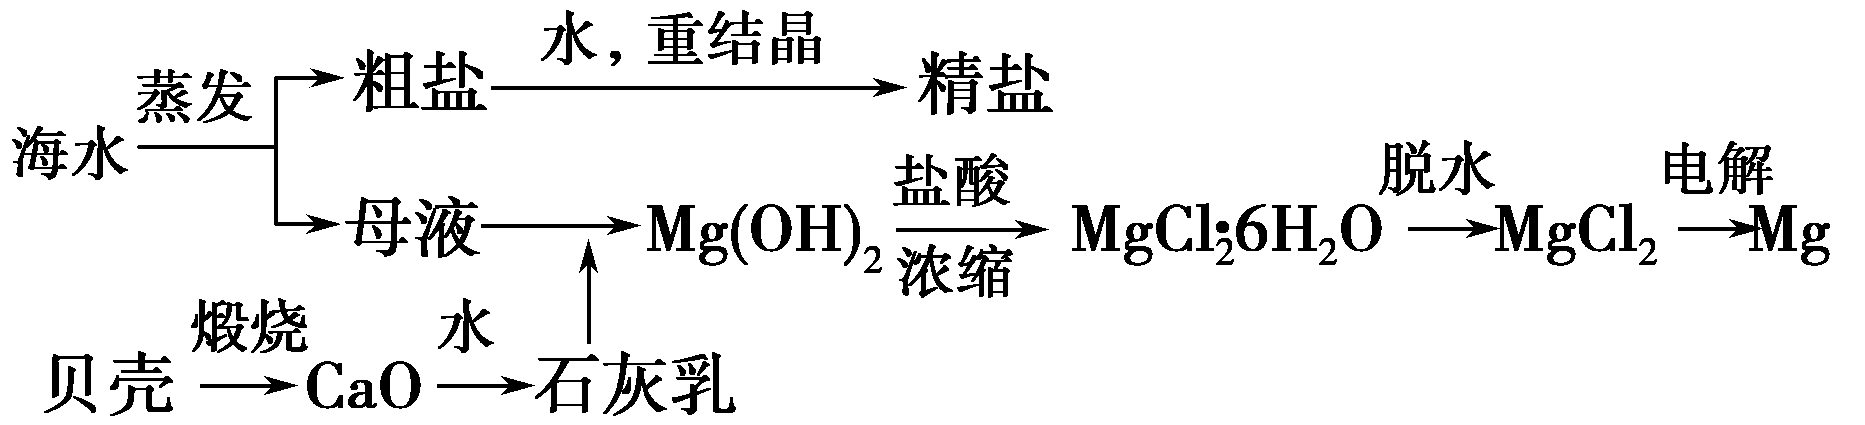 水，重结晶
蒸发 粗盐 精盐
海水
盐酸 脱水 电解
母液 Mg(OH)₂ MgCl₂·6H₂O MgCl₂ Mg
浓缩
煅烧 水
贝壳 CaO 石灰乳